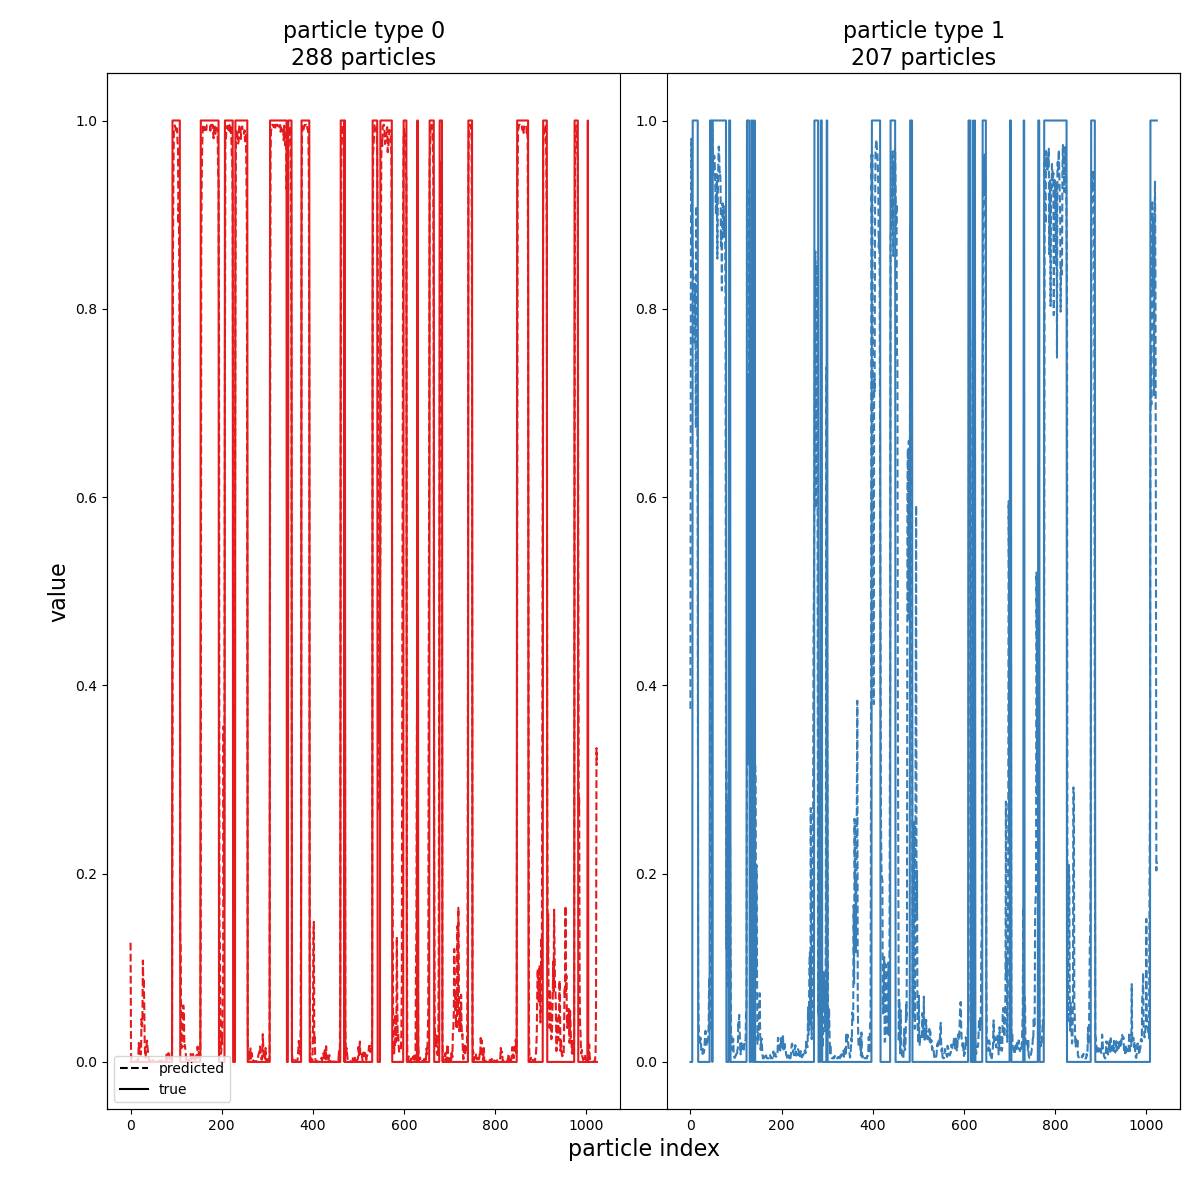 particle type 0
288 particles
particle type 1
207 particles
1.0
0.8
0.6
0.4
0.2
0.0
1.0
0.8
0.6
0.4
0.2
0.0
value
predicted
true
0 200 400 600 800 1000
0 200 400 600 800 1000
particle index